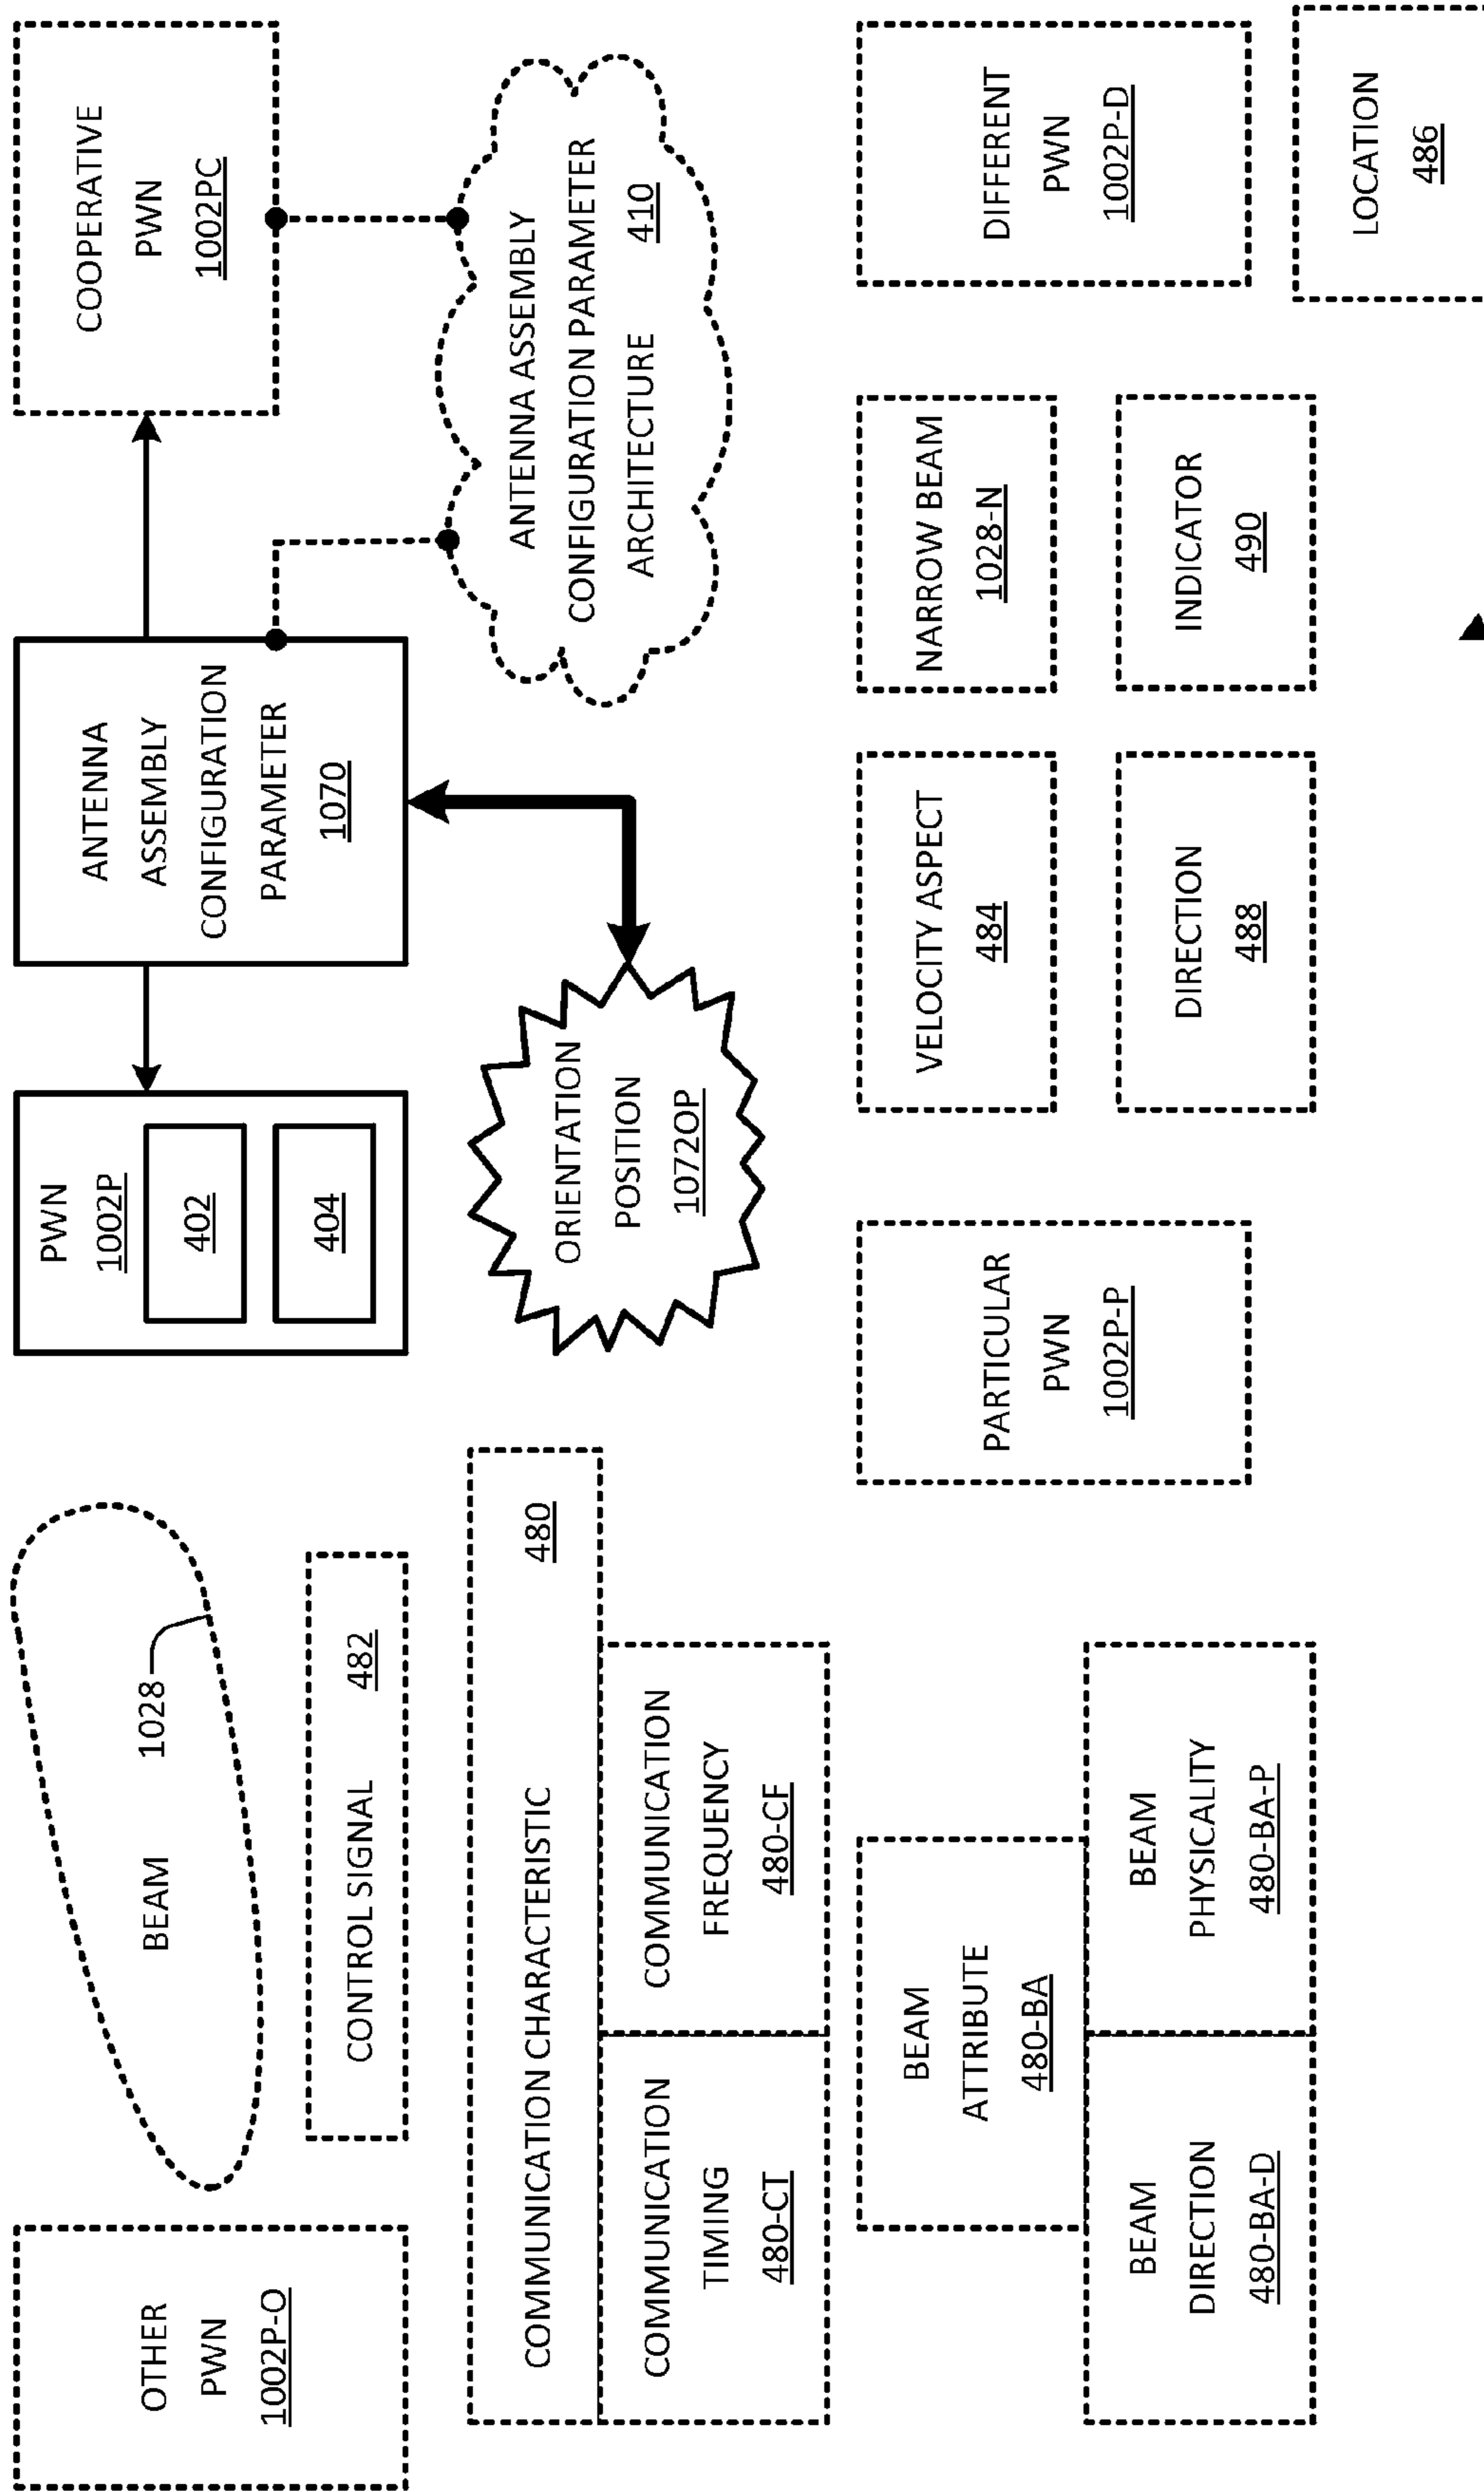 OTHER
PWN
1002P-O
BEAM
1028
CONTROL SIGNAL 482
PWN
1002P
402
404
ANTENNA
ASSEMBLY
CONFIGURATION
PARAMETER
1070
COOPERATIVE
PWN
1002PC
COMMUNICATION CHARACTERISTIC 480
COMMUNICATION
TIMING
480-CT
COMMUNICATION
FREQUENCY
480-CF
ORIENTATION
POSITION
1072OP
ANTENNA ASSEMBLY
CONFIGURATION PARAMETER
ARCHITECTURE 410
BEAM
ATTRIBUTE
480-BA
BEAM
DIRECTION
480-BA-D
BEAM
PHYSICALITY
480-BA-P
PARTICULAR
PWN
1002P-P
VELOCITY ASPECT
484
NARROW BEAM
1028-N
DIFFERENT
PWN
1002P-D
DIRECTION
488
INDICATOR
490
LOCATION
486